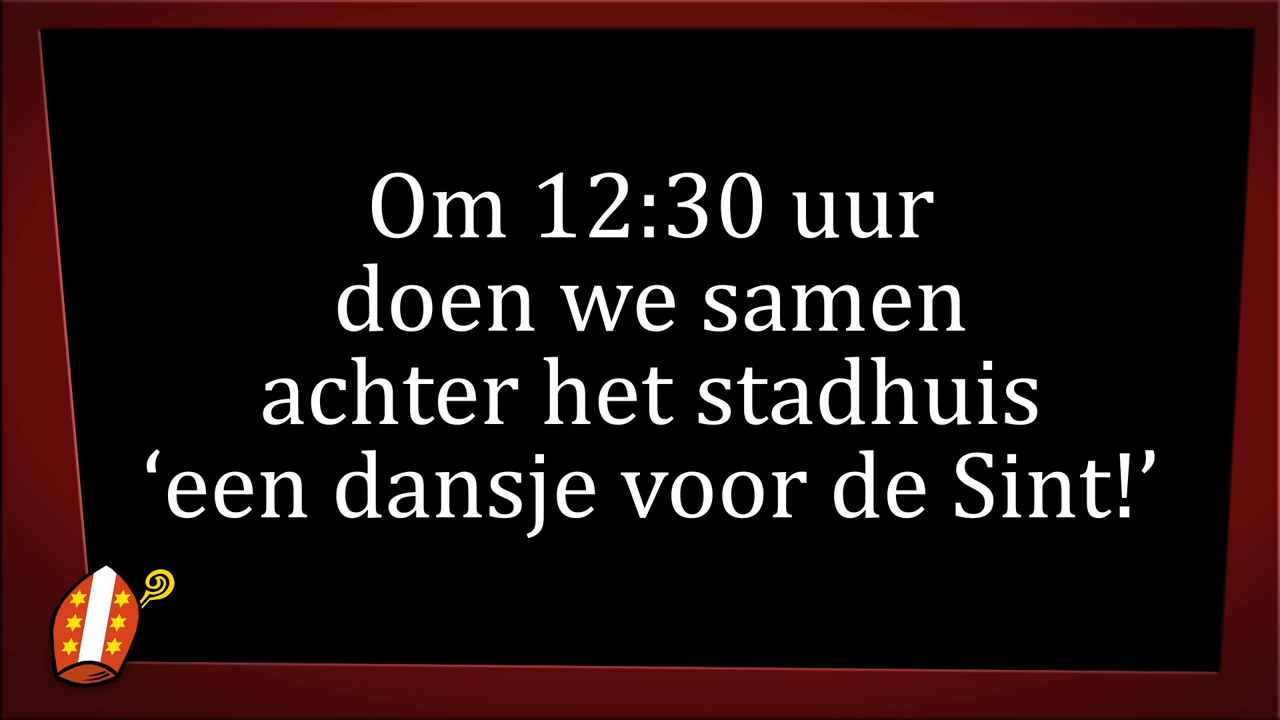 Om 12:30 uur
doen we samen
achter het stadhuis
‘een dansje voor de Sint!’